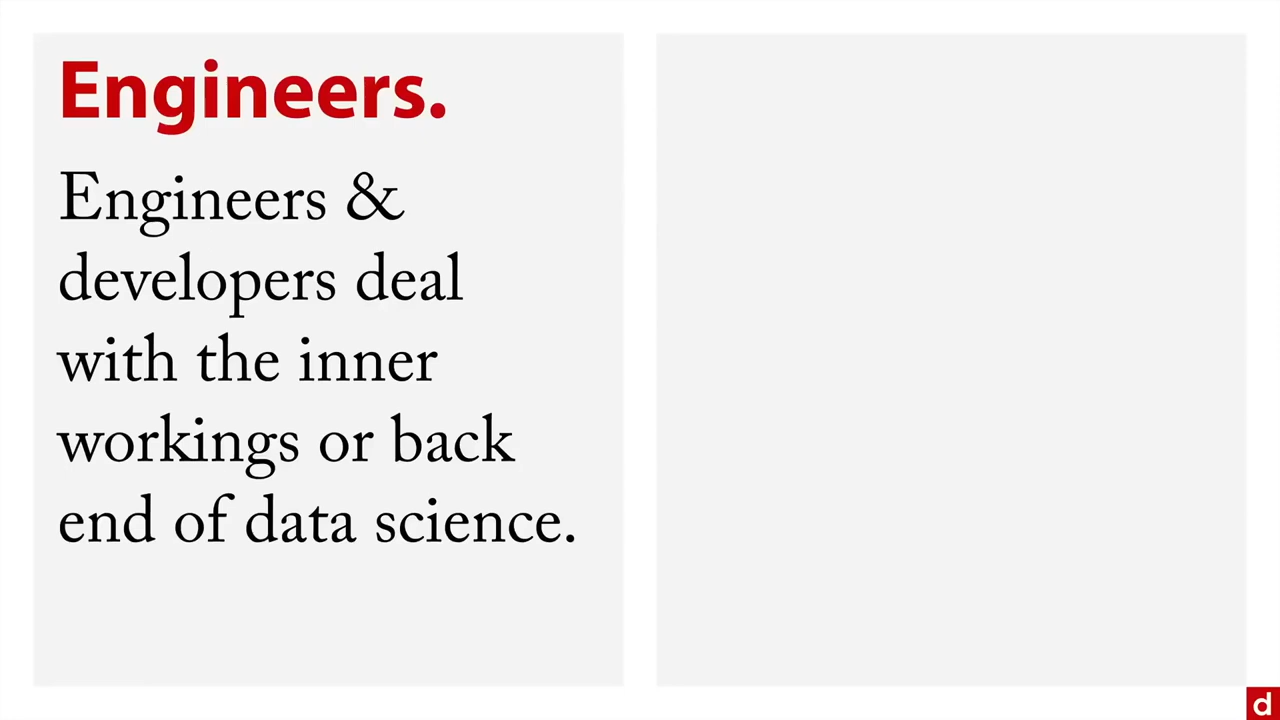 Engineers.
Engineers &
developers deal
with the inner
workings or back
end of data science.
d